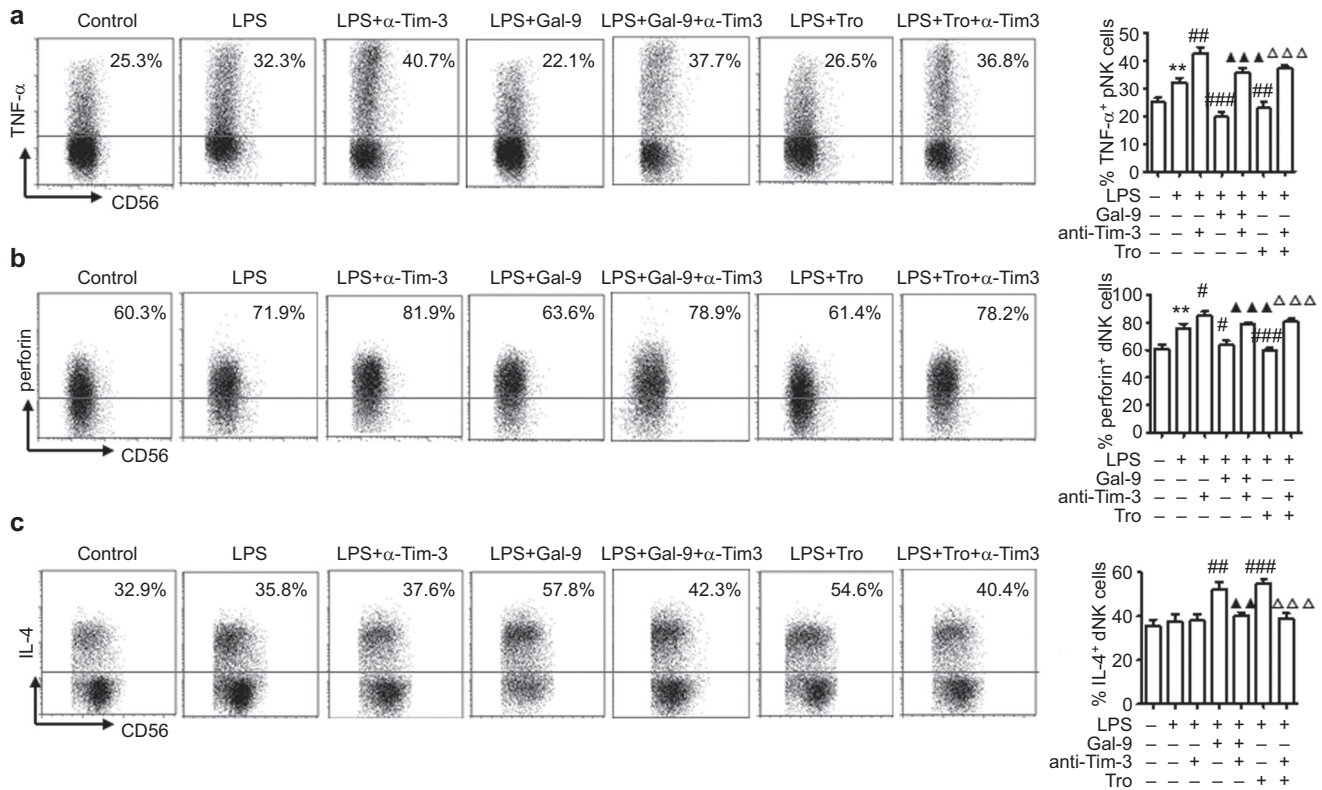 a
Control LPS LPS+α-Tim-3 LPS+Gal-9 LPS+Gal-9+α-Tim3 LPS+Tro LPS+Tro+α-Tim3
25.3% 32.3% 40.7% 22.1% 37.7% 26.5% 36.8%
TNF-α
CD56
% TNF-α⁺ pNK cells
50
40
30
20
10
0
** ## ### ▲▲▲ ## △△△
LPS – + + + + + +
Gal-9 – – – + + – –
anti-Tim-3 – – + – + – +
Tro – – – – – + +
b
Control LPS LPS+α-Tim-3 LPS+Gal-9 LPS+Gal-9+α-Tim3 LPS+Tro LPS+Tro+α-Tim3
60.3% 71.9% 81.9% 63.6% 78.9% 61.4% 78.2%
perforin
CD56
% perforin⁺ dNK cells
100
80
60
40
20
0
** # # ▲▲▲ ### △△△
LPS – + + + + + +
Gal-9 – – – + + – –
anti-Tim-3 – – + – + – +
Tro – – – – – + +
c
Control LPS LPS+α-Tim-3 LPS+Gal-9 LPS+Gal-9+α-Tim3 LPS+Tro LPS+Tro+α-Tim3
32.9% 35.8% 37.6% 57.8% 42.3% 54.6% 40.4%
IL-4
CD56
% IL-4⁺ dNK cells
60
40
20
0
## ▲▲ ### △△△
LPS – + + + + + +
Gal-9 – – – + + – –
anti-Tim-3 – – + – + – +
Tro – – – – – + +